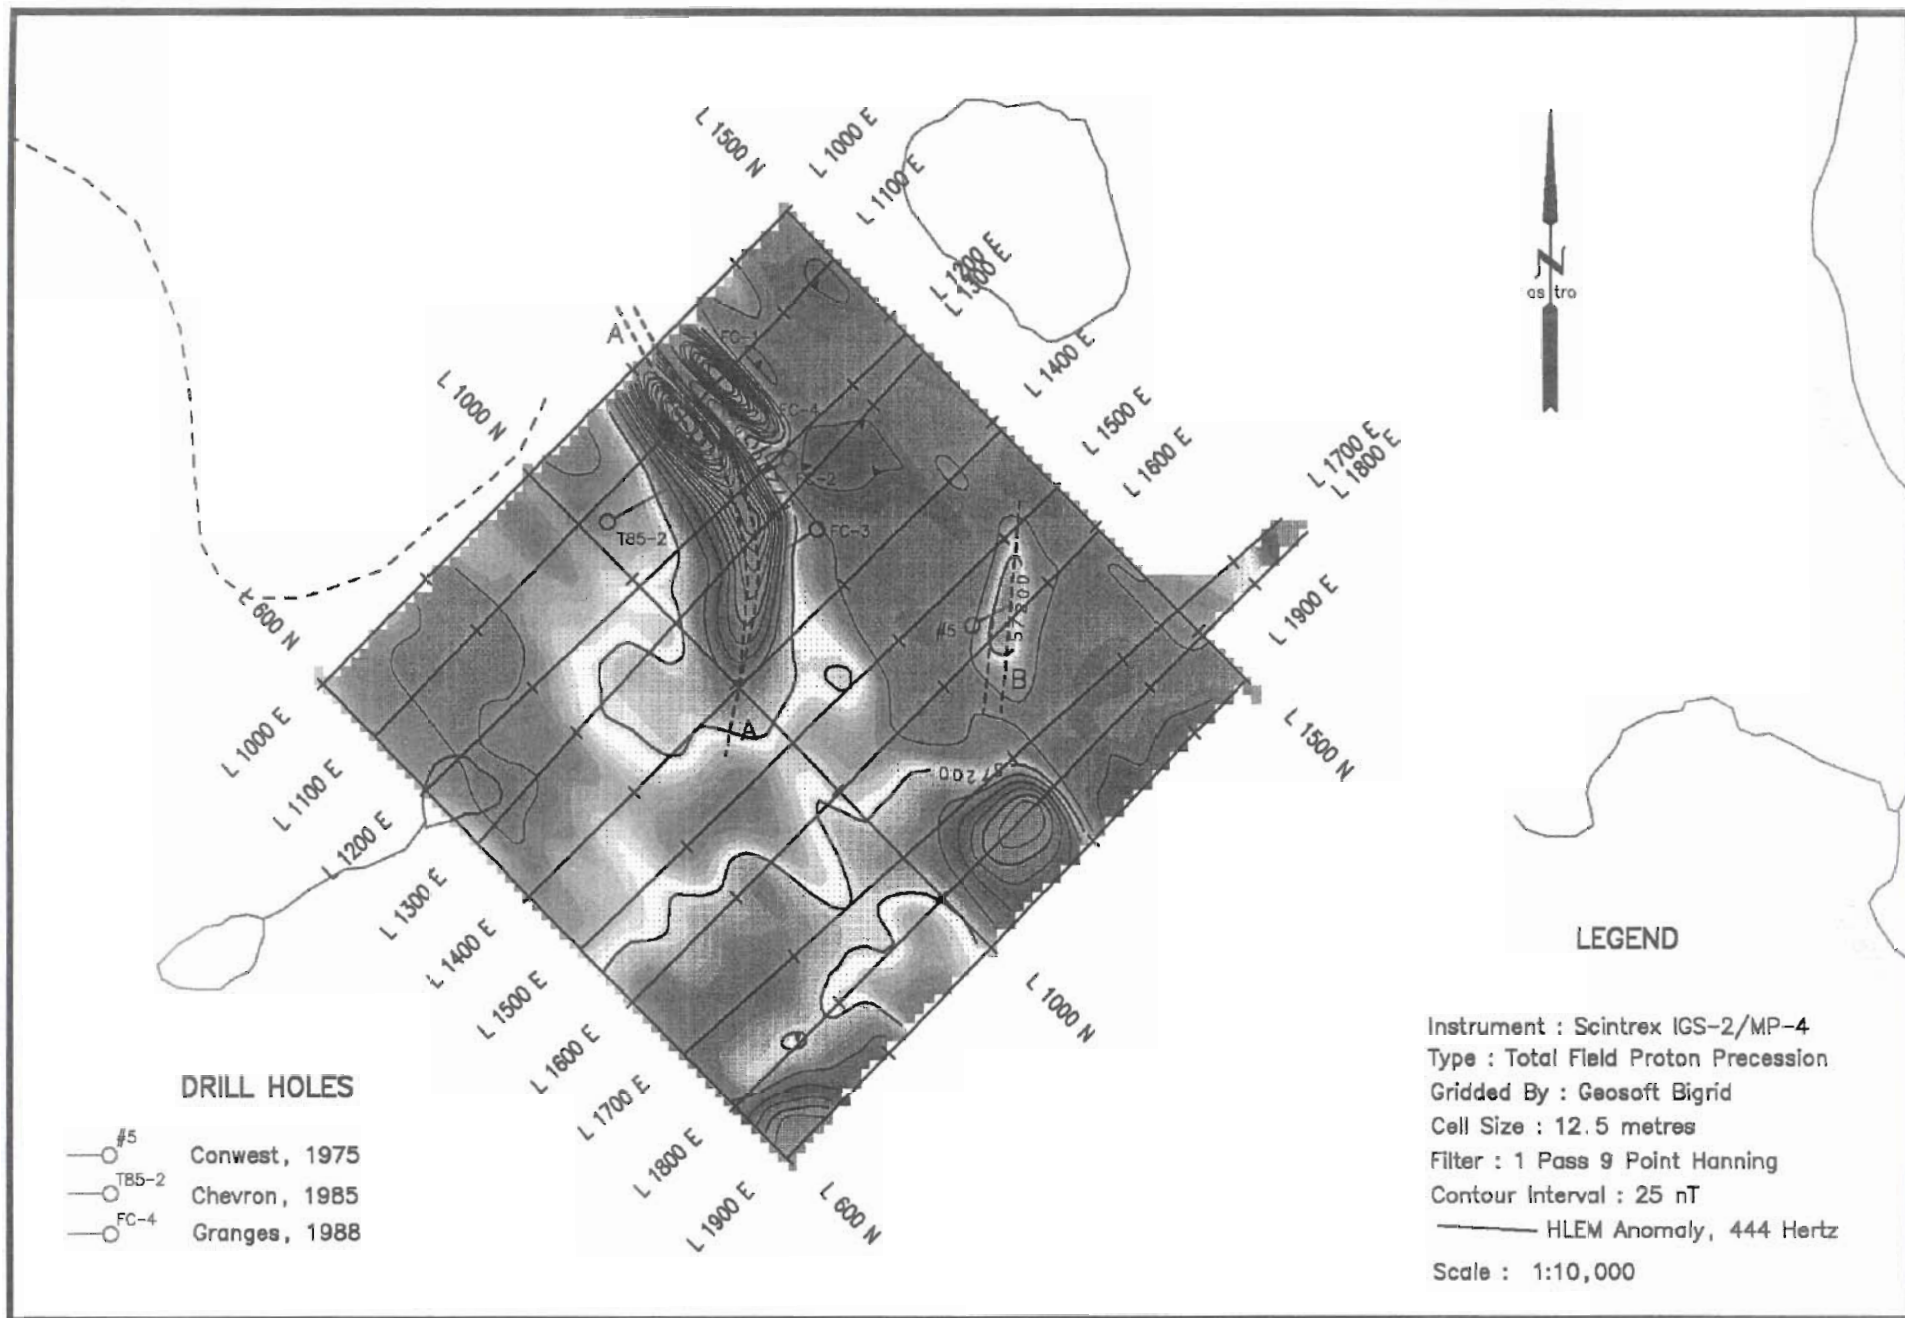 L 1500 N
L 1000 E
L 1100 E
L 1200 E
L 1300 E
L 1400 E
L 1500 E
L 1600 E
L 1700 E
L 1800 E
L 1900 E
L 1500 N
L 1000 N
L 600 N
N
astro
A
FC-1
FC-4
FC-2
FC-3
T85-2
#5
57200
B
A
57200
L 1000 E
L 1100 E
L 1200 E
L 1300 E
L 1400 E
L 1500 E
L 1600 E
L 1700 E
L 1800 E
L 1900 E
L 1000 N
L 600 N
DRILL HOLES
#5 Conwest, 1975
T85-2 Chevron, 1985
FC-4 Granges, 1988
LEGEND
Instrument : Scintrex IGS-2/MP-4
Type : Total Field Proton Precession
Gridded By : Geosoft Bigrid
Cell Size : 12.5 metres
Filter : 1 Pass 9 Point Hanning
Contour Interval : 25 nT
HLEM Anomaly, 444 Hertz
Scale : 1:10,000